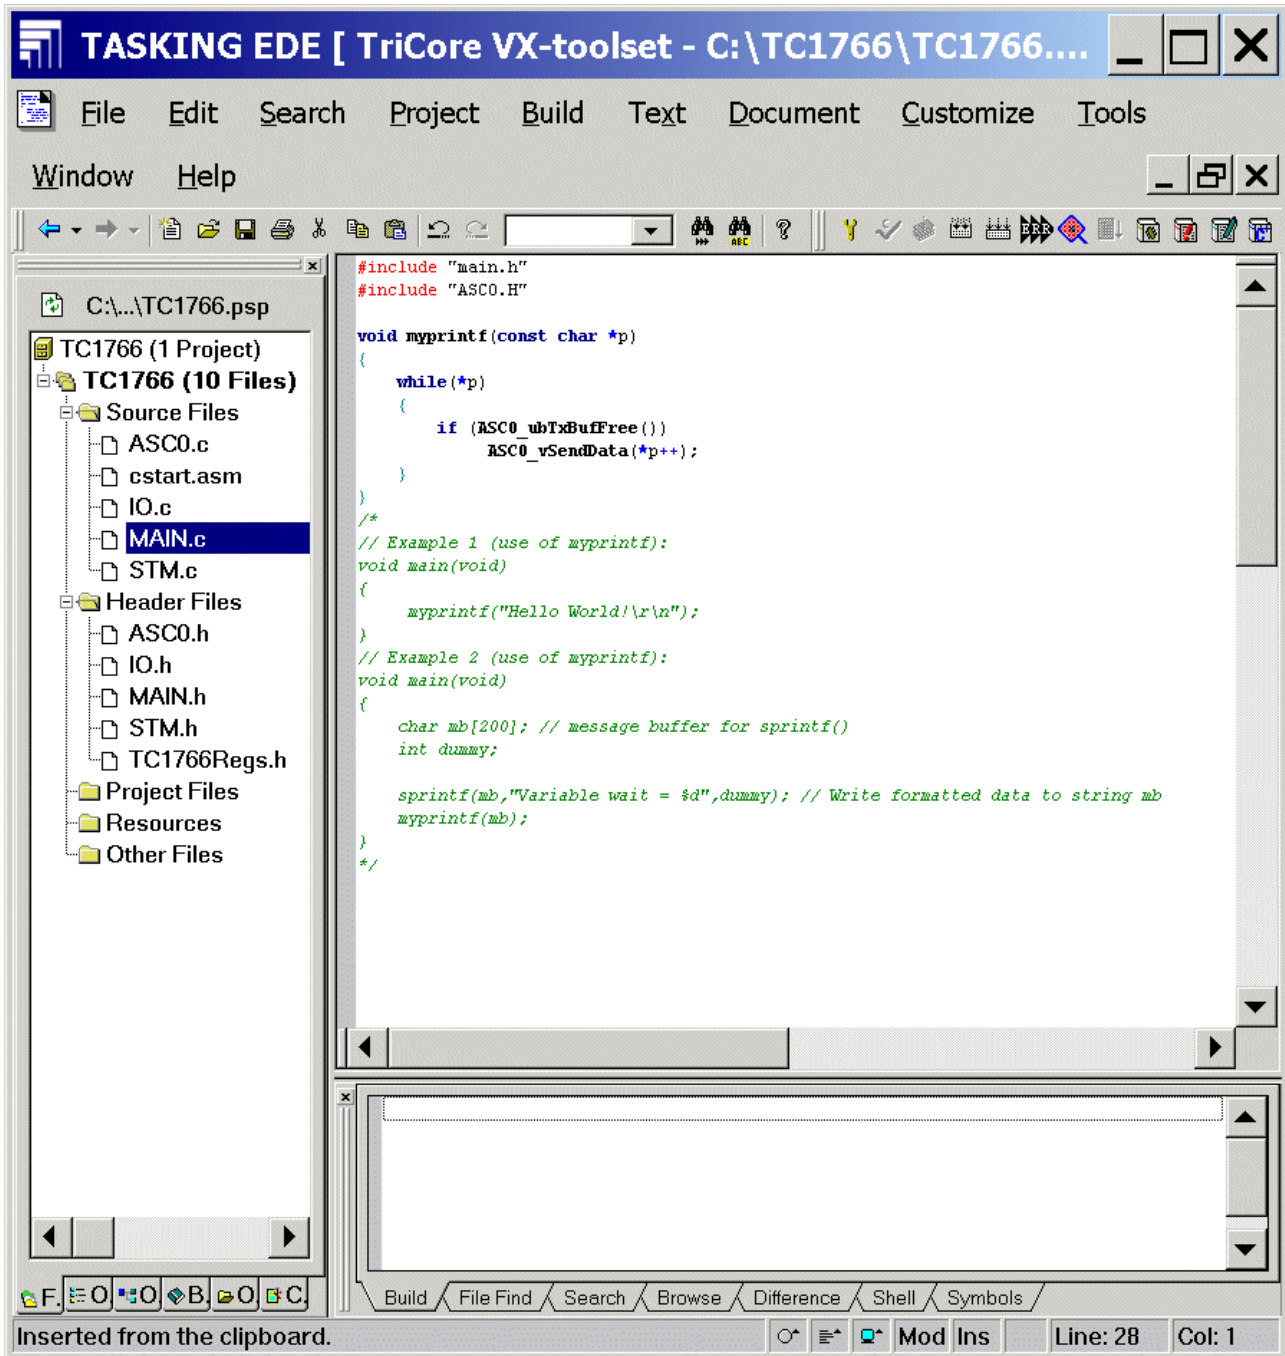 TASKING EDE [ TriCore VX-toolset - C:\TC1766\TC1766....
File Edit Search Project Build Text Document Customize Tools
Window Help
C:\...\TC1766.psp
TC1766 (1 Project)
TC1766 (10 Files)
Source Files
ASC0.c
cstart.asm
IO.c
MAIN.c
STM.c
Header Files
ASC0.h
IO.h
MAIN.h
STM.h
TC1766Regs.h
Project Files
Resources
Other Files
F. O. O. B. O. C.
#include "main.h"
#include "ASC0.H"
void myprintf(const char *p)
{
while(*p)
{
if (ASC0_ubTxBufFree())
ASC0_vSendData(*p++);
}
}
/*
// Example 1 (use of myprintf):
void main(void)
{
myprintf("Hello World!\r\n");
}
// Example 2 (use of myprintf):
void main(void)
{
char mb[200]; // message buffer for sprintf()
int dummy;
sprintf(mb,"Variable wait = %d",dummy); // Write formatted data to string mb
myprintf(mb);
}
*/
Build File Find Search Browse Difference Shell Symbols
Inserted from the clipboard. Mod Ins Line: 28 Col: 1